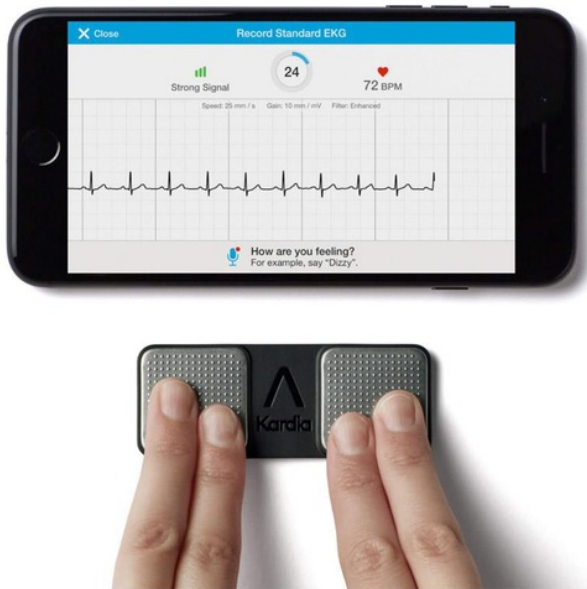 Close
Record Standard EKG
24
Strong Signal
72 BPM
Speed: 25 mm / s Gain: 10 mm / mV Filter: Enhanced
How are you feeling?
For example, say “Dizzy”.
Kardia